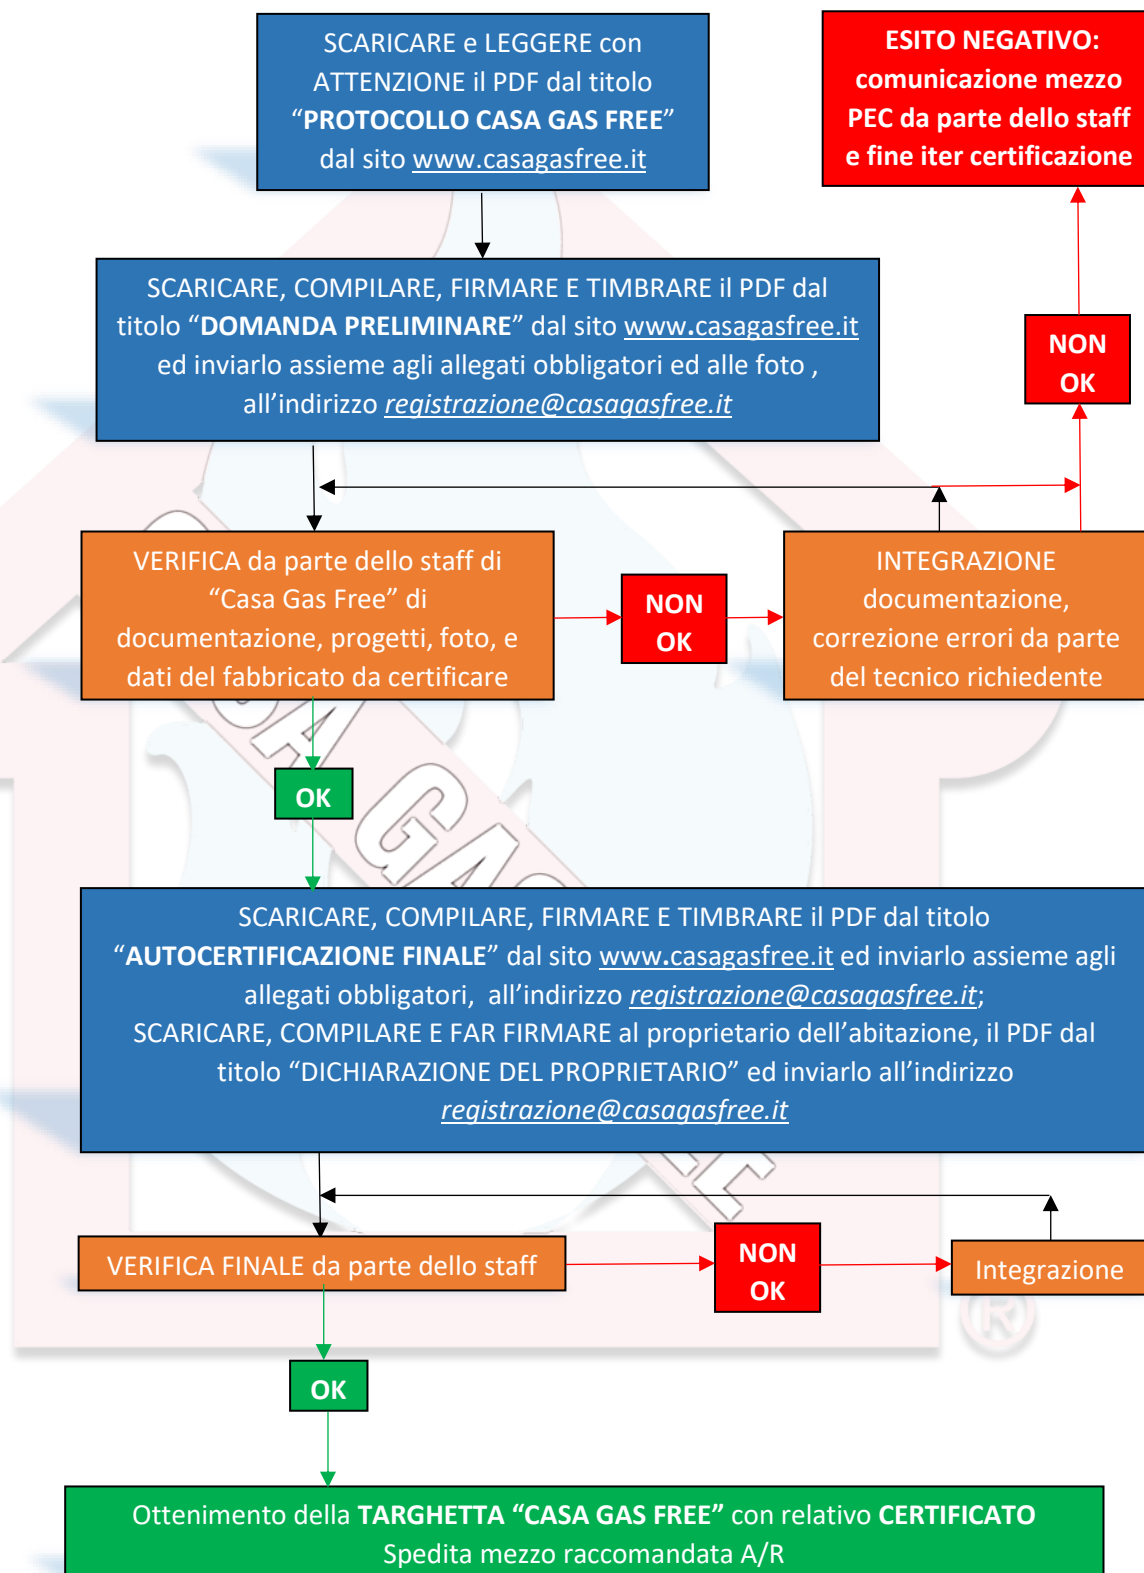 SCARICARE e LEGGERE con
ATTENZIONE il PDF dal titolo
“PROTOCOLLO CASA GAS FREE”
dal sito www.casagasfree.it
ESITO NEGATIVO:
comunicazione mezzo
PEC da parte dello staff
e fine iter certificazione
SCARICARE, COMPILARE, FIRMARE E TIMBRARE il PDF dal
titolo “DOMANDA PRELIMINARE” dal sito www.casagasfree.it
ed inviarlo assieme agli allegati obbligatori ed alle foto ,
all’indirizzo registrazione@casagasfree.it
NON
OK
VERIFICA da parte dello staff di
“Casa Gas Free” di
documentazione, progetti, foto, e
dati del fabbricato da certificare
NON
OK
INTEGRAZIONE
documentazione,
correzione errori da parte
del tecnico richiedente
OK
SCARICARE, COMPILARE, FIRMARE E TIMBRARE il PDF dal titolo
“AUTOCERTIFICAZIONE FINALE” dal sito www.casagasfree.it ed inviarlo assieme agli
allegati obbligatori, all’indirizzo registrazione@casagasfree.it;
SCARICARE, COMPILARE E FAR FIRMARE al proprietario dell’abitazione, il PDF dal
titolo “DICHIARAZIONE DEL PROPRIETARIO” ed inviarlo all’indirizzo
registrazione@casagasfree.it
VERIFICA FINALE da parte dello staff
NON
OK
Integrazione
OK
Ottenimento della TARGHETTA “CASA GAS FREE” con relativo CERTIFICATO
Spedita mezzo raccomandata A/R
CASA GAS FREE
®